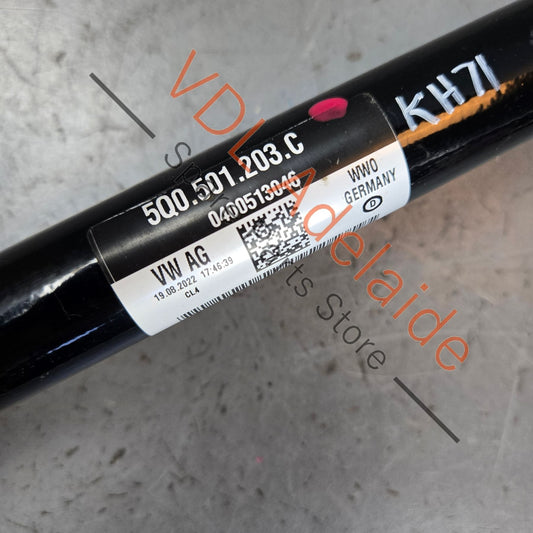 5Q0.501.203.C
0400513046
VW AG
19.08.2022 17:46.39
CL4
WWO
GERMANY
D
KH71
VDL Adelaide
Parts Store